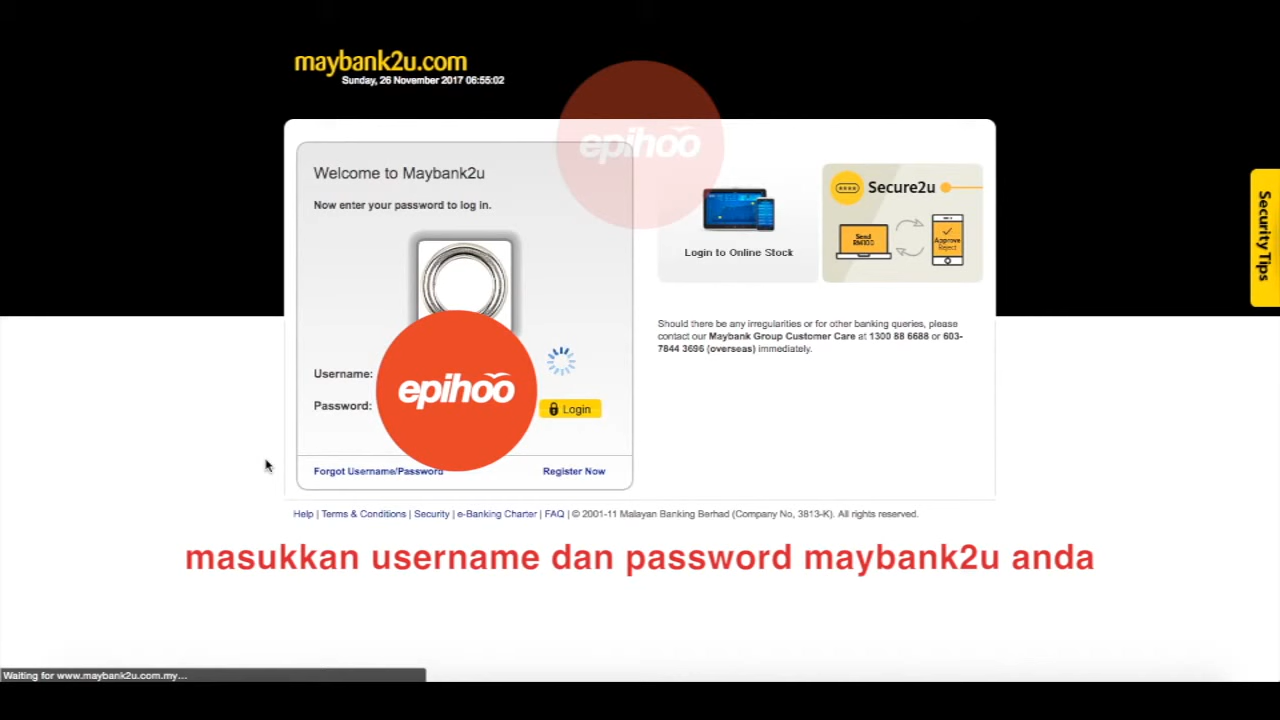 maybank2u.com
Sunday, 26 November 2017 06:55:02
epihoo
Welcome to Maybank2u
Now enter your password to log in.
Login to Online Stock
Secure2u
Send
RM100
Approve
Reject
Security Tips
Should there be any irregularities or for other banking queries, please
contact our Maybank Group Customer Care at 1300 88 6688 or 603-
7844 3696 (overseas) immediately.
Username:
epihoo
Password:
Login
Forgot Username/Password
Register Now
Help | Terms & Conditions | Security | e-Banking Charter | FAQ | © 2001-11 Malayan Banking Berhad (Company No, 3813-K). All rights reserved.
masukkan username dan password maybank2u anda
Waiting for www.maybank2u.com.my...